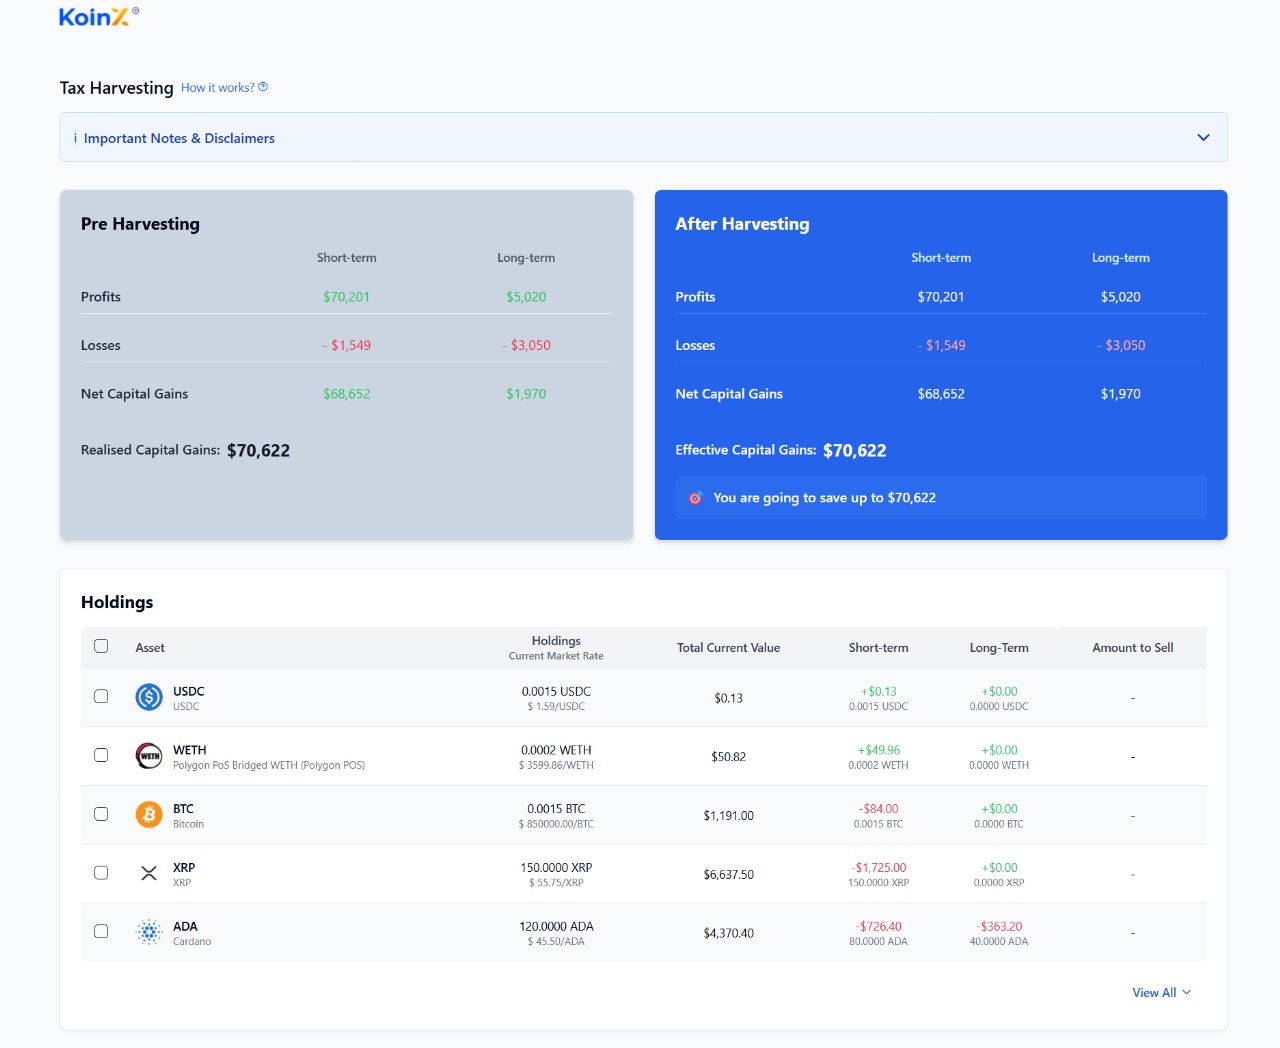 KoinX®
Tax Harvesting How it works?
i Important Notes & Disclaimers
Pre Harvesting
Short-term Long-term
Profits $70,201 $5,020
Losses - $1,549 - $3,050
Net Capital Gains $68,652 $1,970
Realised Capital Gains: $70,622
After Harvesting
Short-term Long-term
Profits $70,201 $5,020
Losses - $1,549 - $3,050
Net Capital Gains $68,652 $1,970
Effective Capital Gains: $70,622
You are going to save up to $70,622
Holdings
Asset Holdings Total Current Value Short-term Long-Term Amount to Sell
Current Market Rate
USDC 0.0015 USDC $0.13 +$0.13 +$0.00 -
USDC $ 1.59/USDC 0.0015 USDC 0.0000 USDC
WETH 0.0002 WETH $50.82 +$49.96 +$0.00 -
Polygon PoS Bridged WETH (Polygon POS) $ 3599.86/WETH 0.0002 WETH 0.0000 WETH
BTC 0.0015 BTC $1,191.00 -$84.00 +$0.00 -
Bitcoin $ 850000.00/BTC 0.0015 BTC 0.0000 BTC
XRP 150.0000 XRP $6,637.50 -$1,725.00 +$0.00 -
XRP $ 55.75/XRP 150.0000 XRP 0.0000 XRP
ADA 120.0000 ADA $4,370.40 -$726.40 -$363.20 -
Cardano $ 45.50/ADA 80.0000 ADA 40.0000 ADA
View All